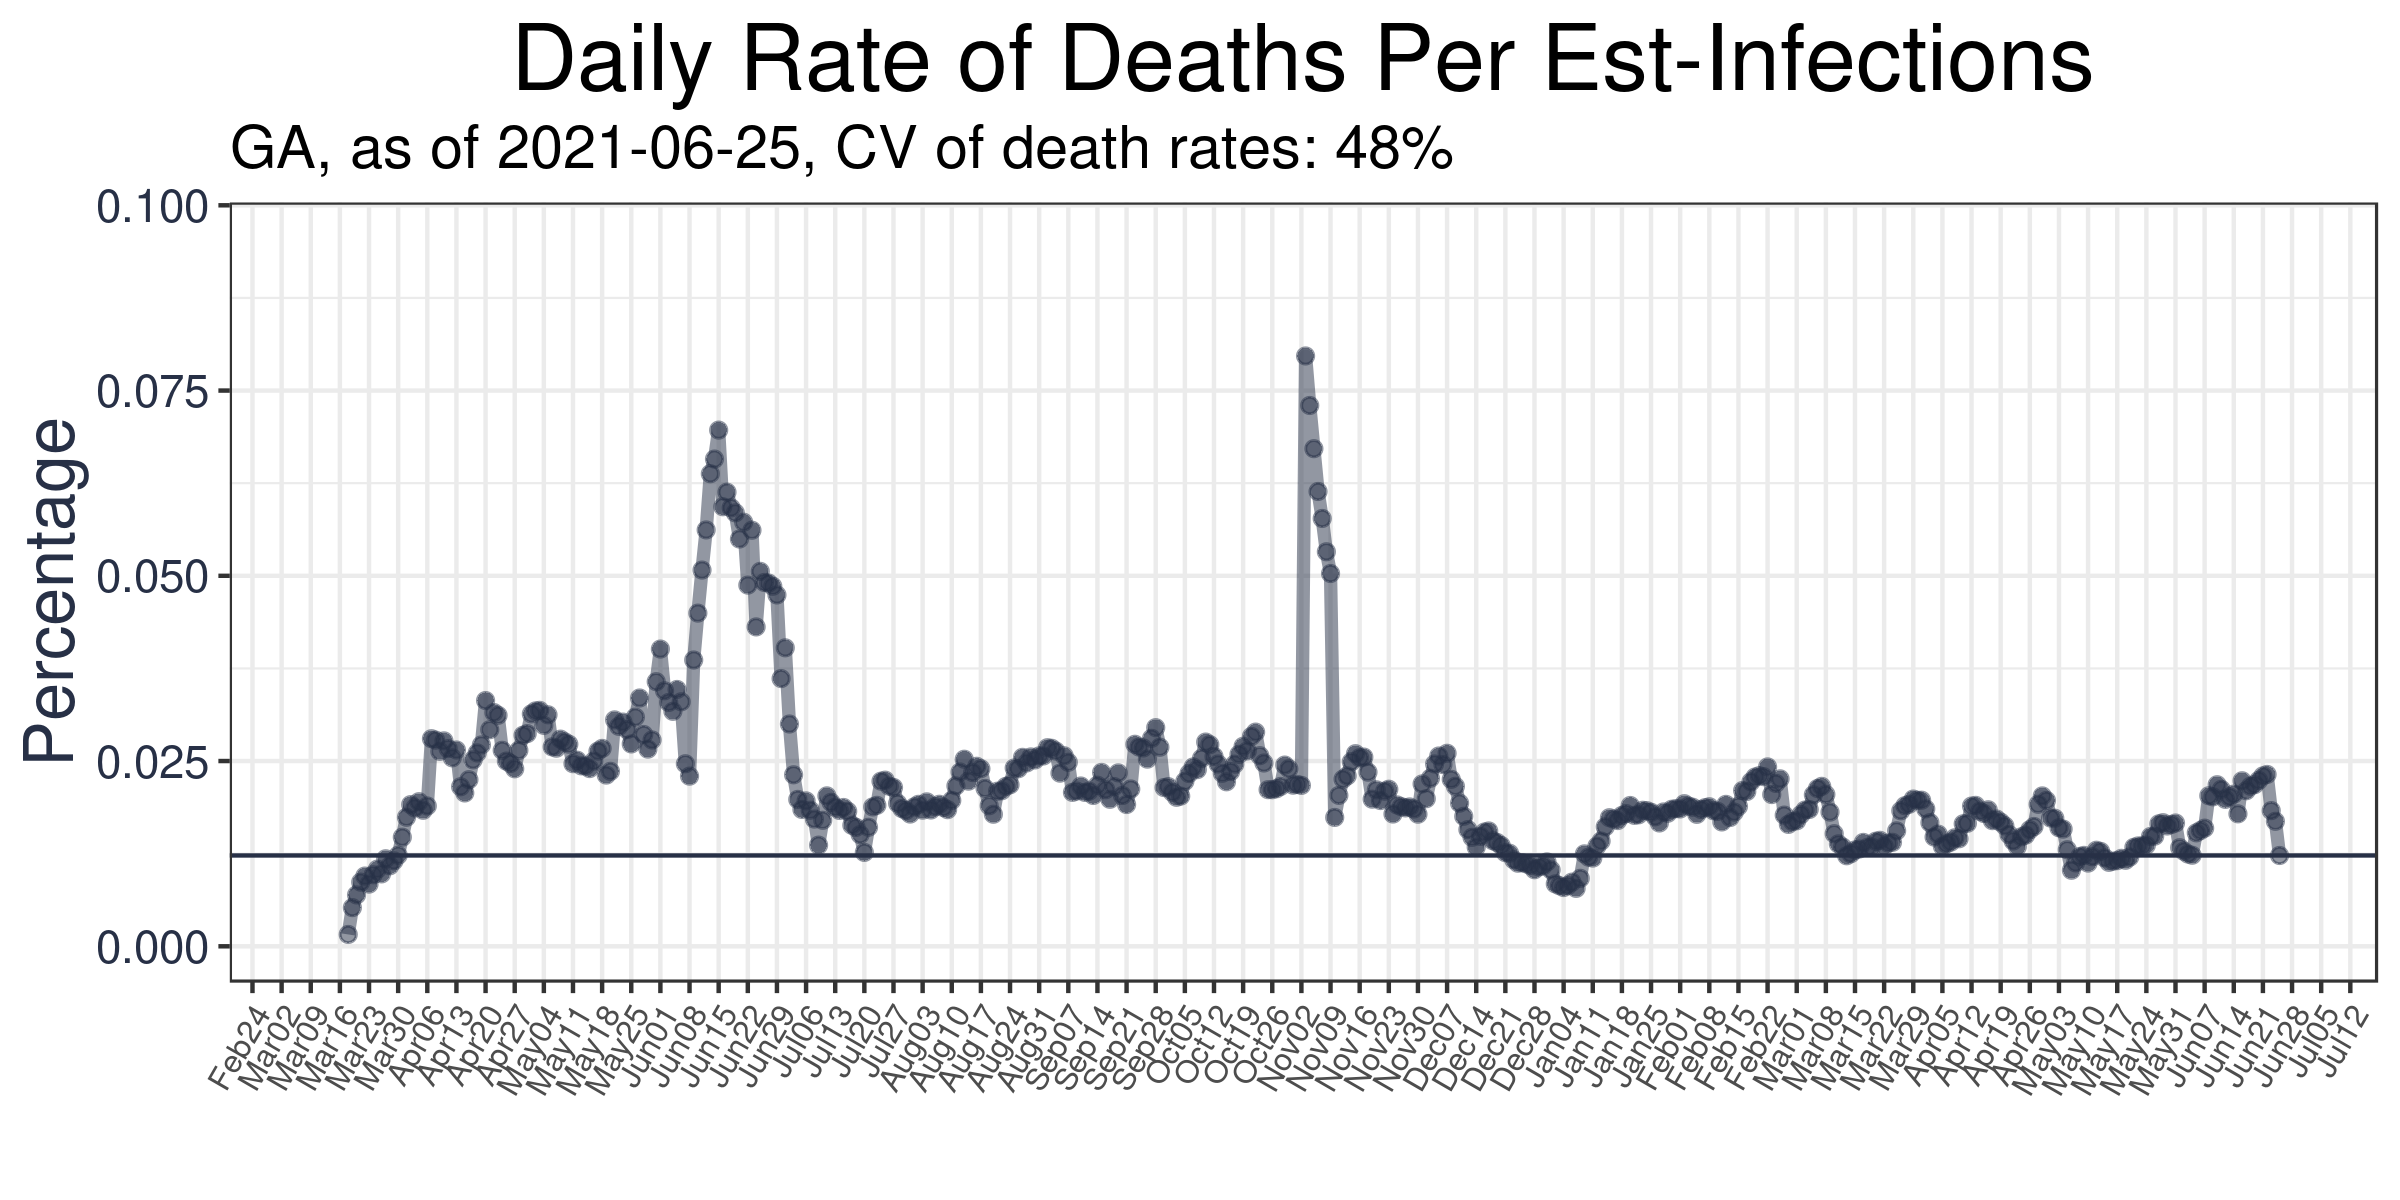 Daily Rate of Deaths Per Est-Infections
GA, as of 2021-06-25, CV of death rates: 48%
Percentage
0.100
0.075
0.050
0.025
0.000
Feb24
Mar02
Mar09
Mar16
Mar23
Mar30
Apr06
Apr13
Apr20
Apr27
May04
May11
May18
May25
Jun01
Jun08
Jun15
Jun22
Jun29
Jul06
Jul13
Jul20
Jul27
Aug03
Aug10
Aug17
Aug24
Aug31
Sep07
Sep14
Sep21
Sep28
Oct05
Oct12
Oct19
Oct26
Nov02
Nov09
Nov16
Nov23
Nov30
Dec07
Dec14
Dec21
Dec28
Jan04
Jan11
Jan18
Jan25
Feb01
Feb08
Feb15
Feb22
Mar01
Mar08
Mar15
Mar22
Mar29
Apr05
Apr12
Apr19
Apr26
May03
May10
May17
May24
May31
Jun07
Jun14
Jun21
Jun28
Jul05
Jul12